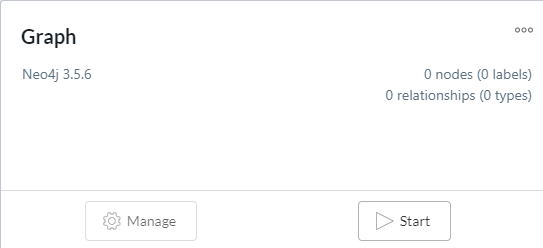 Graph
Neo4j 3.5.6
0 nodes (0 labels)
0 relationships (0 types)
Manage
Start